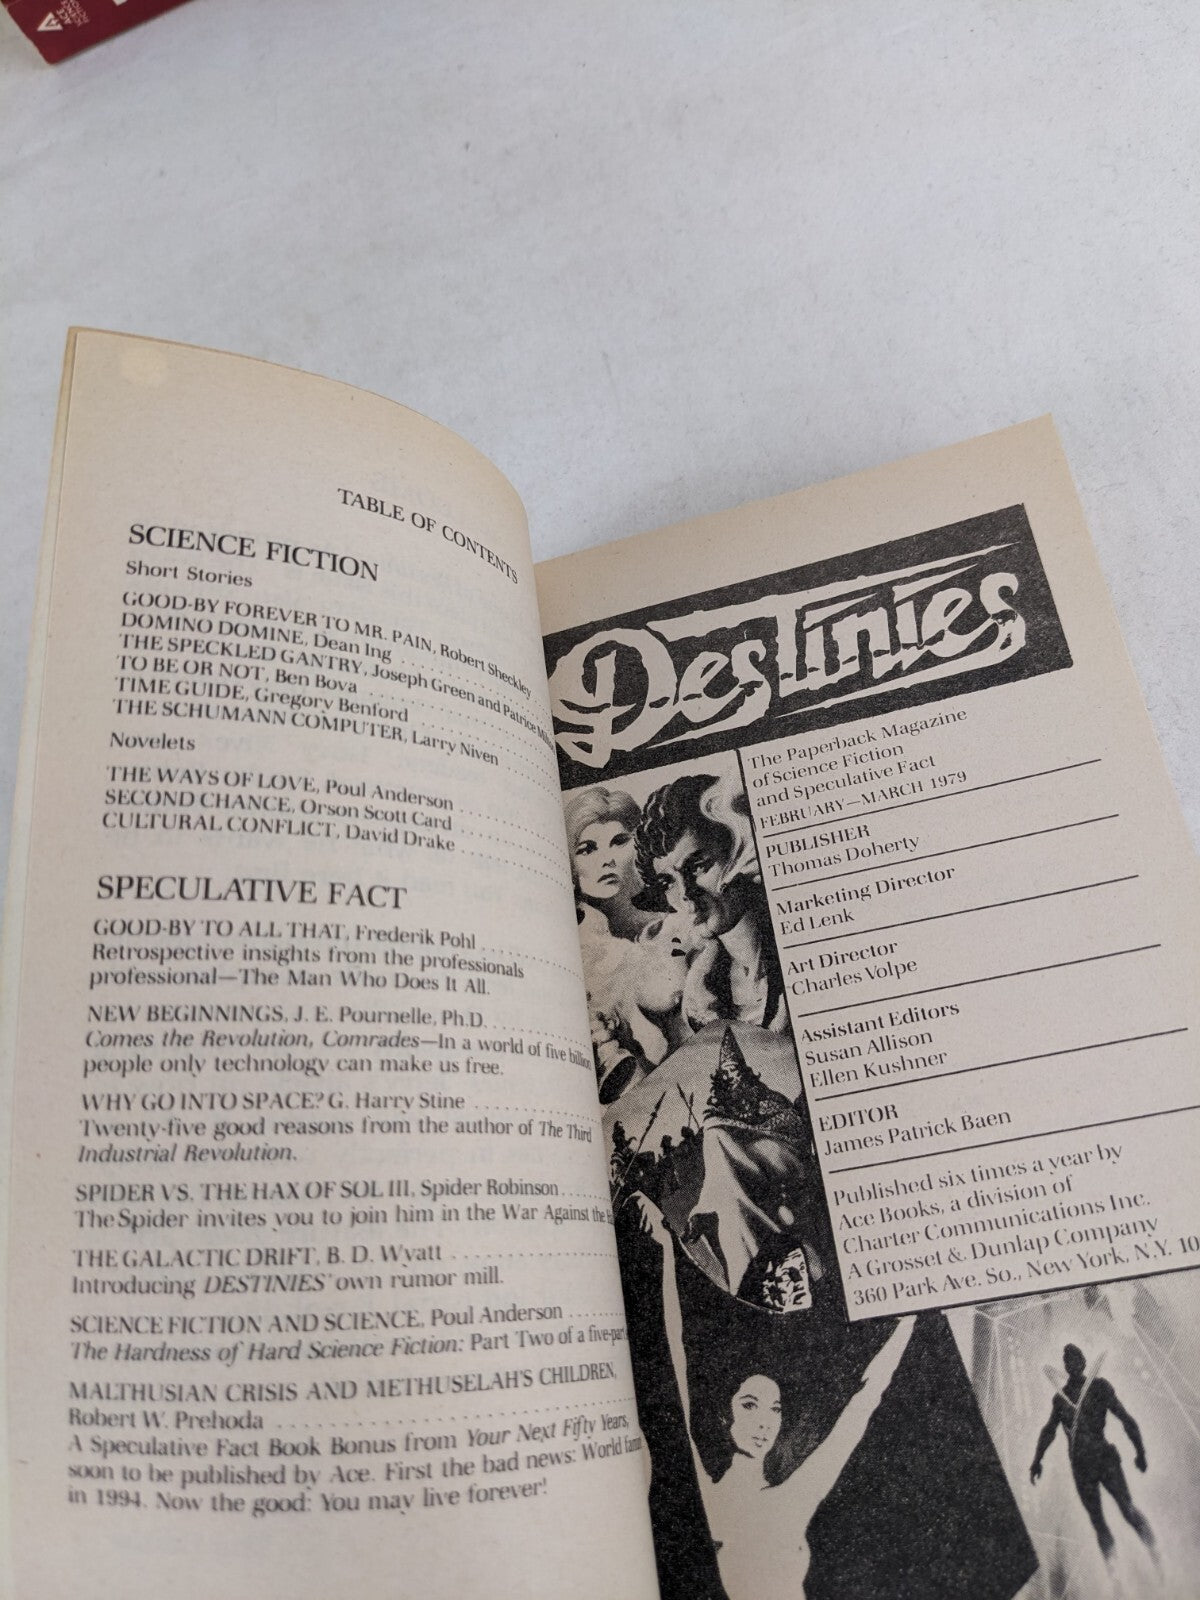 ACE
SCIENCE
FICTION
TABLE OF CONTENTS
SCIENCE FICTION
Short Stories
GOOD-BY FOREVER TO MR. PAIN, Robert Sheckley
DOMINO DOMINE, Dean Ing
THE SPECKLED GANTRY, Joseph Green and Patrice
TO BE OR NOT, Ben Bova
TIME GUIDE, Gregory Benford
THE SCHUMANN COMPUTER, Larry Niven
Novelets
THE WAYS OF LOVE, Poul Anderson
SECOND CHANCE, Orson Scott Card
CULTURAL CONFLICT, David Drake
SPECULATIVE FACT
GOOD-BY TO ALL THAT, Frederik Pohl
Retrospective insights from the professionals
professional—The Man Who Does It All.
NEW BEGINNINGS, J. E. Pournelle, Ph.D.
Comes the Revolution, Comrades—In a world of five billion
people only technology can make us free.
WHY GO INTO SPACE? G. Harry Stine
Twenty-five good reasons from the author of The Third
Industrial Revolution.
SPIDER VS. THE HAX OF SOL III, Spider Robinson
The Spider invites you to join him in the War Against the
THE GALACTIC DRIFT, B. D. Wyatt
Introducing DESTINIES' own rumor mill.
SCIENCE FICTION AND SCIENCE, Poul Anderson
The Hardness of Hard Science Fiction: Part Two of a five-part
MALTHUSIAN CRISIS AND METHUSELAH'S CHILDREN,
Robert W. Prehoda
A Speculative Fact Book Bonus from Your Next Fifty Years,
soon to be published by Ace. First the bad news: World
in 1994. Now the good: You may live forever!
Destinies
The Paperback Magazine
of Science Fiction
and Speculative Fact
FEBRUARY—MARCH 1979
PUBLISHER
Thomas Doherty
Marketing Director
Ed Lenk
Art Director
Charles Volpe
Assistant Editors
Susan Allison
Ellen Kushner
EDITOR
James Patrick Baen
Published six times a year by
Ace Books, a division of
Charter Communications Inc.
A Grosset & Dunlap Company
360 Park Ave. So., New York, N.Y. 10